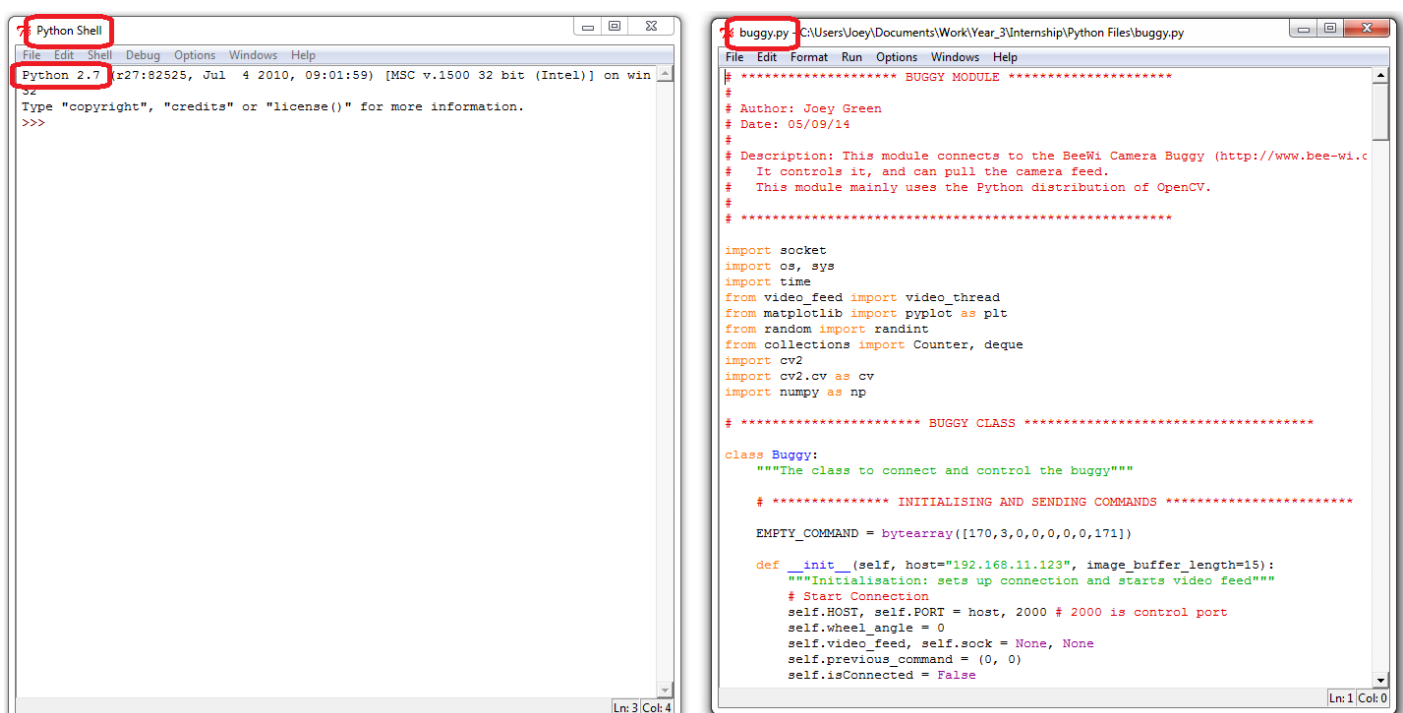 Python Shell
File Edit Shell Debug Options Windows Help
Python 2.7 (r27:82525, Jul  4 2010, 09:01:59) [MSC v.1500 32 bit (Intel)] on win
32
Type "copyright", "credits" or "license()" for more information.
>>>
Ln: 3 Col: 4
buggy.py - C:\Users\Joey\Documents\Work\Year_3\Internship\Python Files\buggy.py
File Edit Format Run Options Windows Help
# ******************** BUGGY MODULE *********************
#
# Author: Joey Green
# Date: 05/09/14
#
# Description: This module connects to the BeeWi Camera Buggy (http://www.bee-wi.c
#   It controls it, and can pull the camera feed.
#   This module mainly uses the Python distribution of OpenCV.
#
# *******************************************************
import socket
import os, sys
import time
from video_feed import video_thread
from matplotlib import pyplot as plt
from random import randint
from collections import Counter, deque
import cv2
import cv2.cv as cv
import numpy as np
# *********************** BUGGY CLASS *************************************
class Buggy:
    """The class to connect and control the buggy"""
    # *************** INITIALISING AND SENDING COMMANDS ************************
    EMPTY_COMMAND = bytearray([170,3,0,0,0,0,0,171])
    def __init__(self, host="192.168.11.123", image_buffer_length=15):
        """Initialisation: sets up connection and starts video feed"""
        # Start Connection
        self.HOST, self.PORT = host, 2000 # 2000 is control port
        self.wheel_angle = 0
        self.video_feed, self.sock = None, None
        self.previous_command = (0, 0)
        self.isConnected = False
Ln: 1 Col: 0